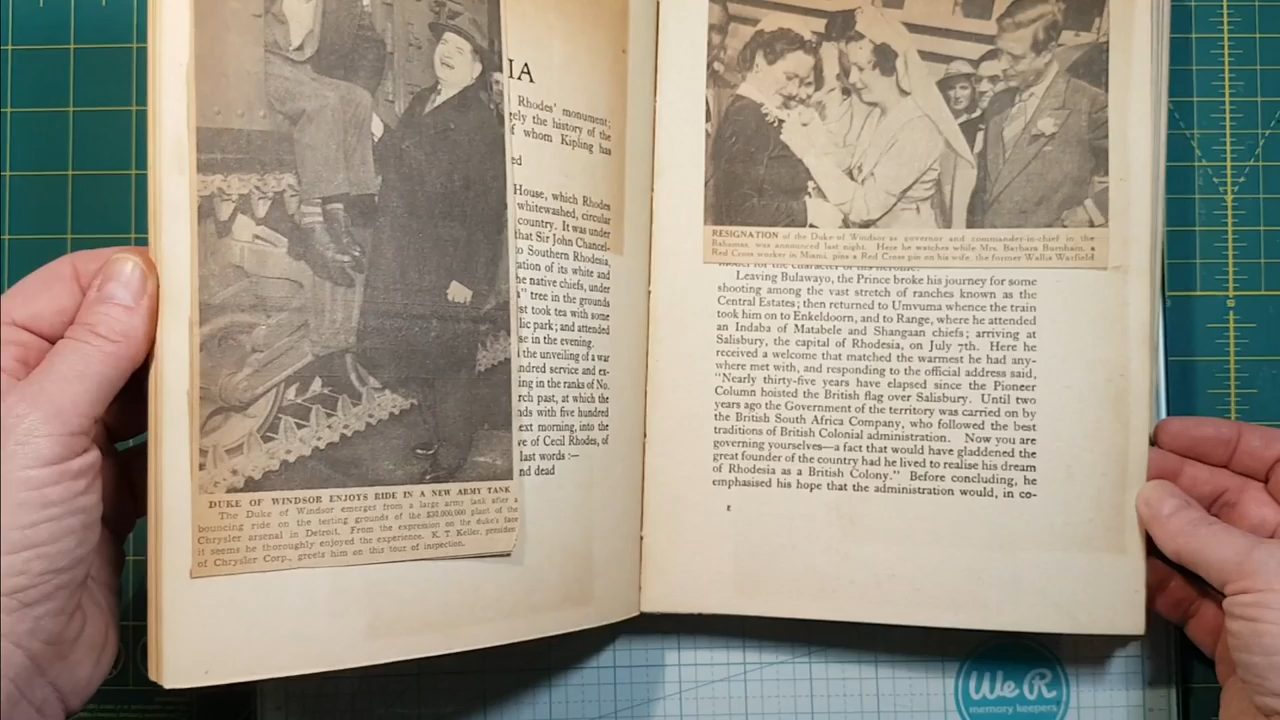 DUKE OF WINDSOR ENJOYS RIDE IN A NEW ARMY TANK
The Duke of Windsor emerges from a large army tank after a
bouncing ride on the testing grounds of the $30,000,000 plant of the
Chrysler arsenal in Detroit. From the expression on the duke's face
it seems he thoroughly enjoyed the experience. K. T. Keller, president
of Chrysler Corp., greets him on this tour of inspection.
IA
Rhodes' monument;
gely the history of the
f whom Kipling has
ed
House, which Rhodes
whitewashed, circular
country. It was under
that Sir John Chancel-
o Southern Rhodesia,
ation of its white and
he native chiefs, under
" tree in the grounds
st took tea with some
lic park; and attended
se in the evening.
the unveiling of a war
ndred service and ex-
ing in the ranks of No.
rch past, at which the
nds with five hundred
ext morning, into the
ve of Cecil Rhodes, of
last words :—
nd dead
RESIGNATION of the Duke of Windsor as governor and commander-in-chief in the
Bahamas, was announced last night. Here he watches while Mrs. Barbara Burnham, a
Red Cross worker in Miami, pins a Red Cross pin on his wife, the former Wallis Warfield
model for the character of his heroine.
Leaving Bulawayo, the Prince broke his journey for some
shooting among the vast stretch of ranches known as the
Central Estates; then returned to Umvuma whence the train
took him on to Enkeldoorn, and to Range, where he attended
an Indaba of Matabele and Shangaan chiefs; arriving at
Salisbury, the capital of Rhodesia, on July 7th. Here he
received a welcome that matched the warmest he had any-
where met with, and responding to the official address said,
"Nearly thirty-five years have elapsed since the Pioneer
Column hoisted the British flag over Salisbury. Until two
years ago the Government of the territory was carried on by
the British South Africa Company, who followed the best
traditions of British Colonial administration. Now you are
governing yourselves—a fact that would have gladdened the
great founder of the country had he lived to realise his dream
of Rhodesia as a British Colony." Before concluding, he
emphasised his hope that the administration would, in co-
E
We R
memory keepers